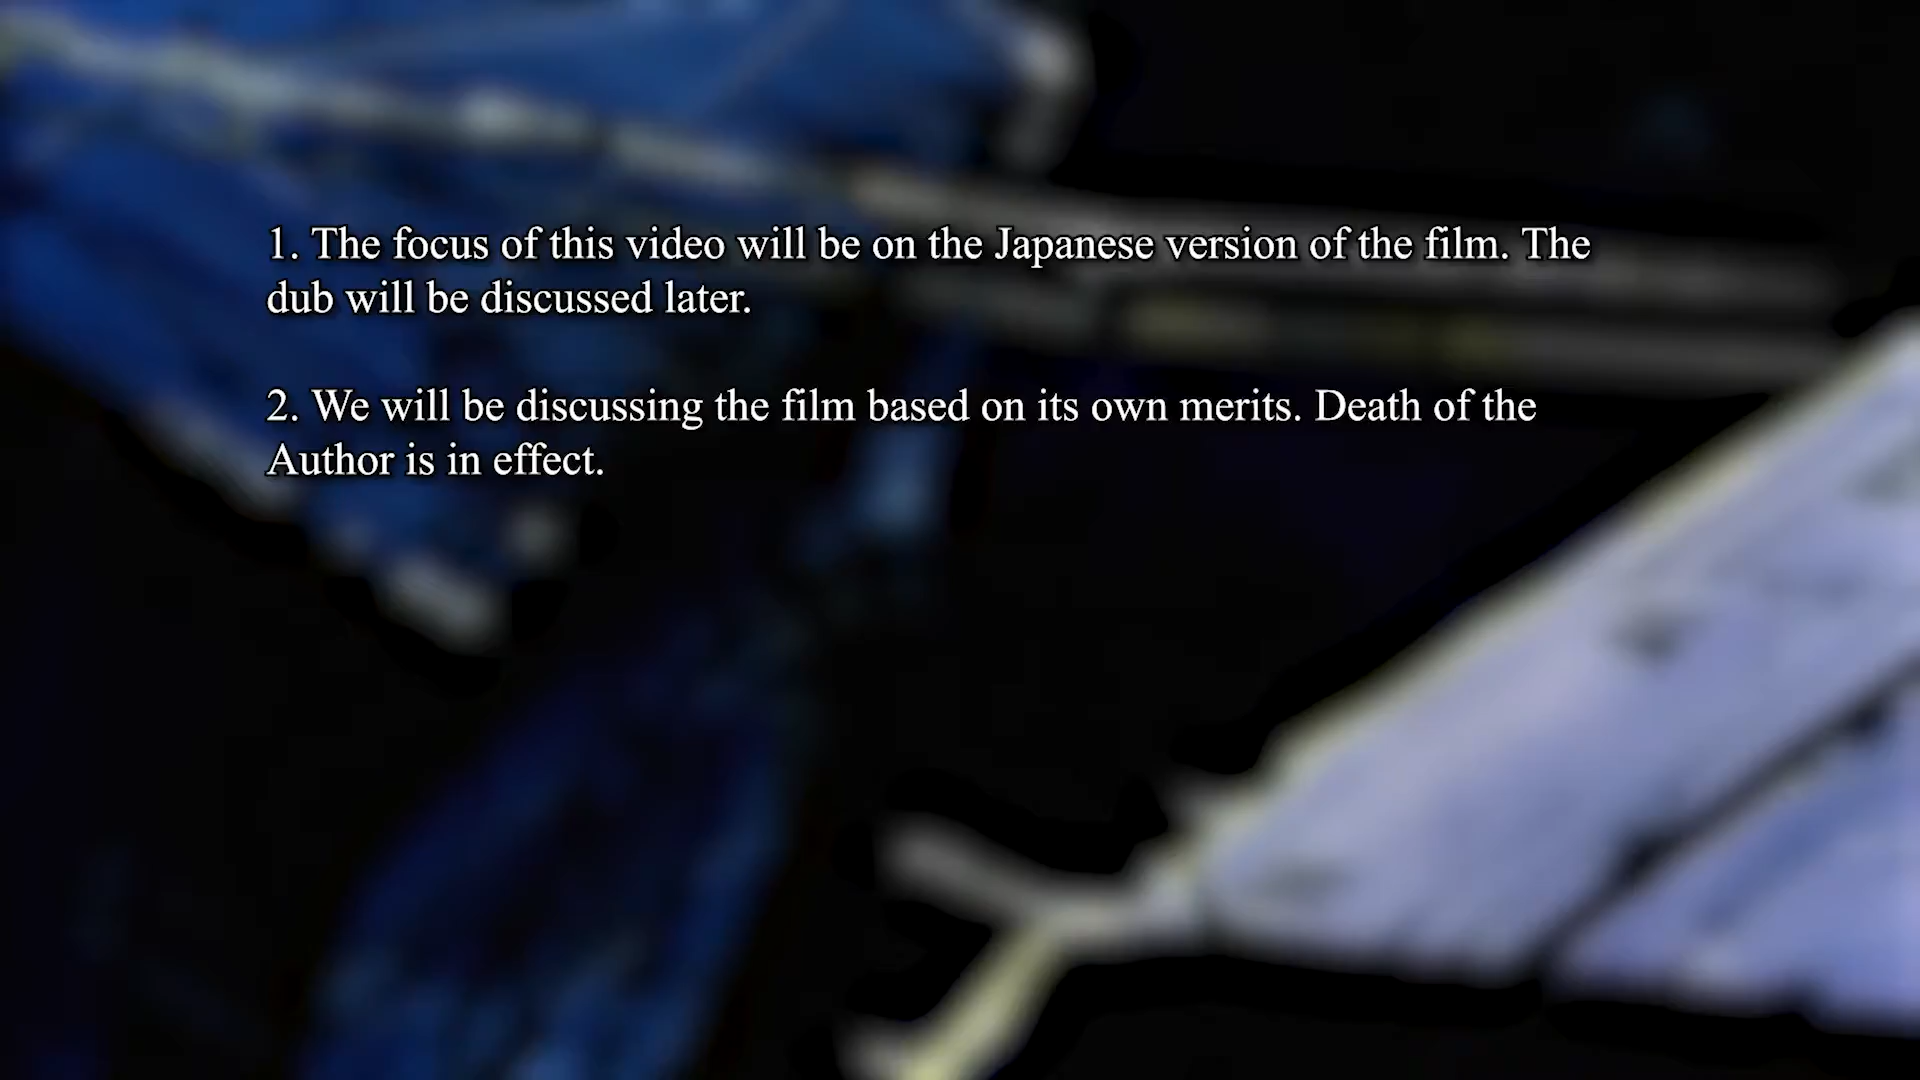 1. The focus of this video will be on the Japanese version of the film. The
dub will be discussed later.
2. We will be discussing the film based on its own merits. Death of the
Author is in effect.